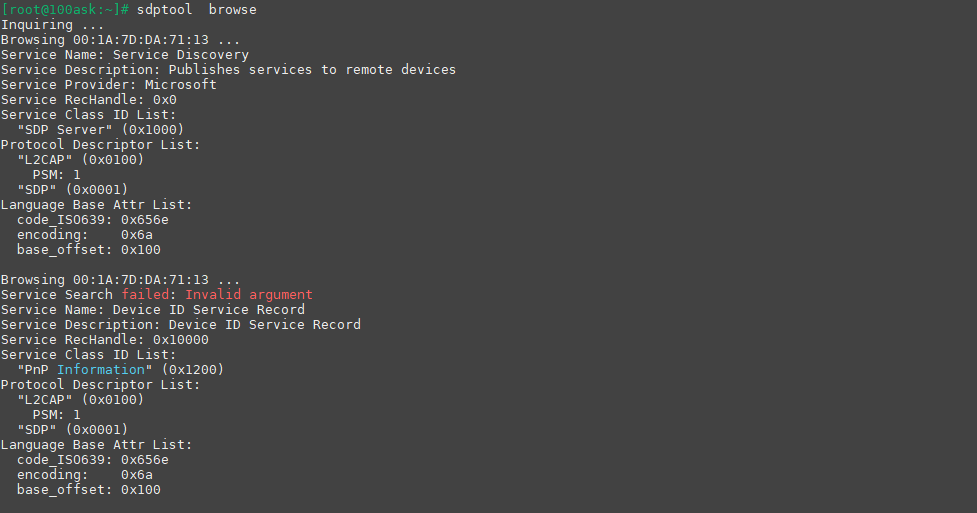 [root@100ask:~]# sdptool  browse
Inquiring ...
Browsing 00:1A:7D:DA:71:13 ...
Service Name: Service Discovery
Service Description: Publishes services to remote devices
Service Provider: Microsoft
Service RecHandle: 0x0
Service Class ID List:
  "SDP Server" (0x1000)
Protocol Descriptor List:
  "L2CAP" (0x0100)
    PSM: 1
  "SDP" (0x0001)
Language Base Attr List:
  code_ISO639: 0x656e
  encoding:    0x6a
  base_offset: 0x100

Browsing 00:1A:7D:DA:71:13 ...
Service Search failed: Invalid argument
Service Name: Device ID Service Record
Service Description: Device ID Service Record
Service RecHandle: 0x10000
Service Class ID List:
  "PnP Information" (0x1200)
Protocol Descriptor List:
  "L2CAP" (0x0100)
    PSM: 1
  "SDP" (0x0001)
Language Base Attr List:
  code_ISO639: 0x656e
  encoding:    0x6a
  base_offset: 0x100